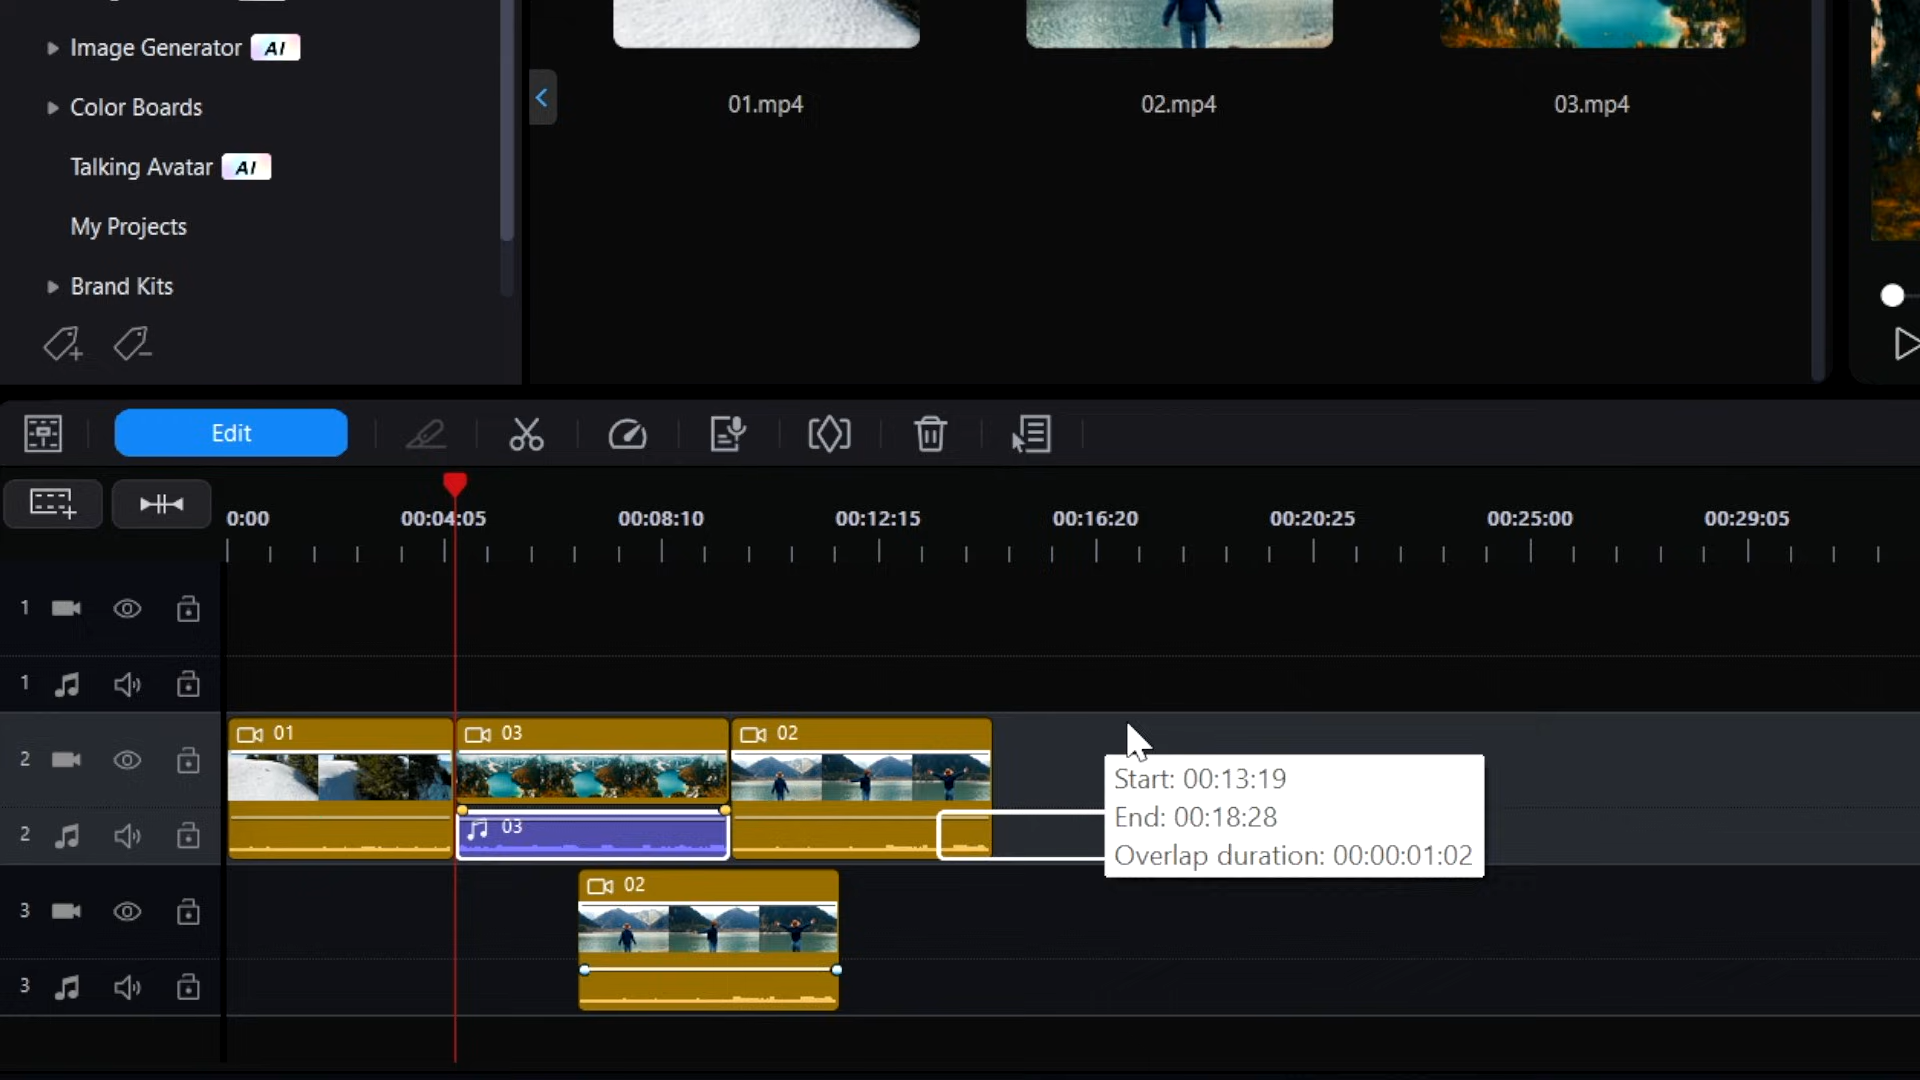 Image Generator AI
Color Boards
Talking Avatar AI
My Projects
Brand Kits
01.mp4
02.mp4
03.mp4
Edit
0:00
00:04:05
00:08:10
00:12:15
00:16:20
00:20:25
00:25:00
00:29:05
1
1
2
01
03
02
2
03
Start: 00:13:19
End: 00:18:28
Overlap duration: 00:00:01:02
3
02
3